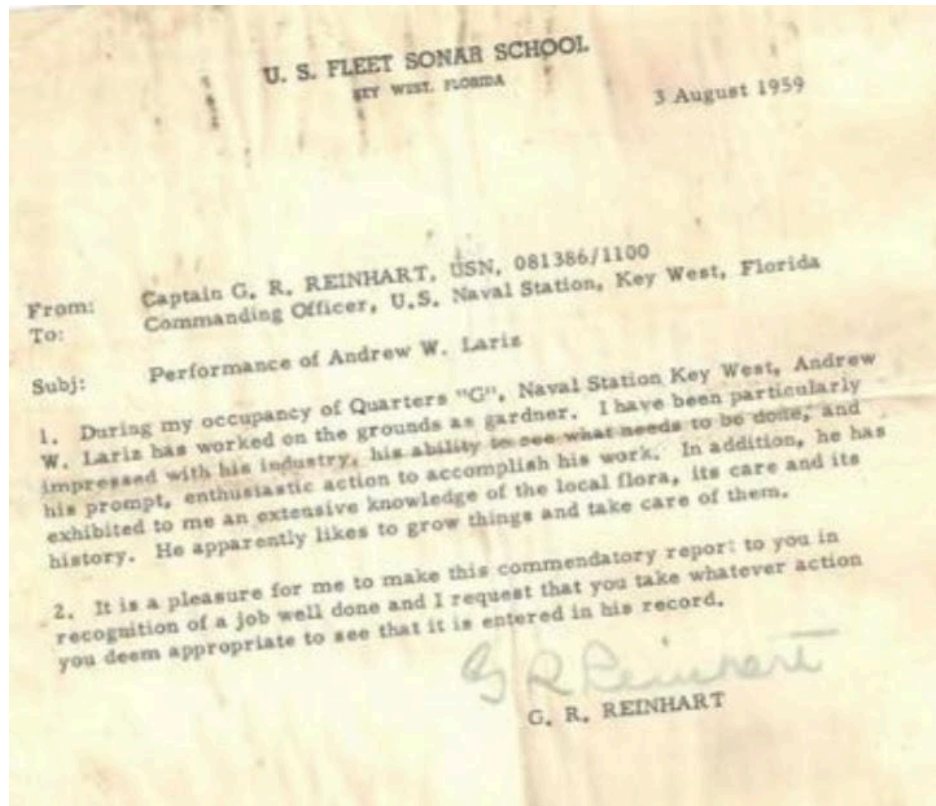 U. S. FLEET SONAR SCHOOL
KEY WEST, FLORIDA
3 August 1959
From: Captain G. R. REINHART, USN, 081386/1100
To: Commanding Officer, U.S. Naval Station, Key West, Florida
Subj: Performance of Andrew W. Lariz
1. During my occupancy of Quarters "G", Naval Station Key West, Andrew
W. Lariz has worked on the grounds as gardner. I have been particularly
impressed with his industry, his ability to see what needs to be done, and
his prompt, enthusiastic action to accomplish his work. In addition, he has
exhibited to me an extensive knowledge of the local flora, its care and its
history. He apparently likes to grow things and take care of them.
2. It is a pleasure for me to make this commendatory report to you in
recognition of a job well done and I request that you take whatever action
you deem appropriate to see that it is entered in his record.
G R Reinhart
G. R. REINHART